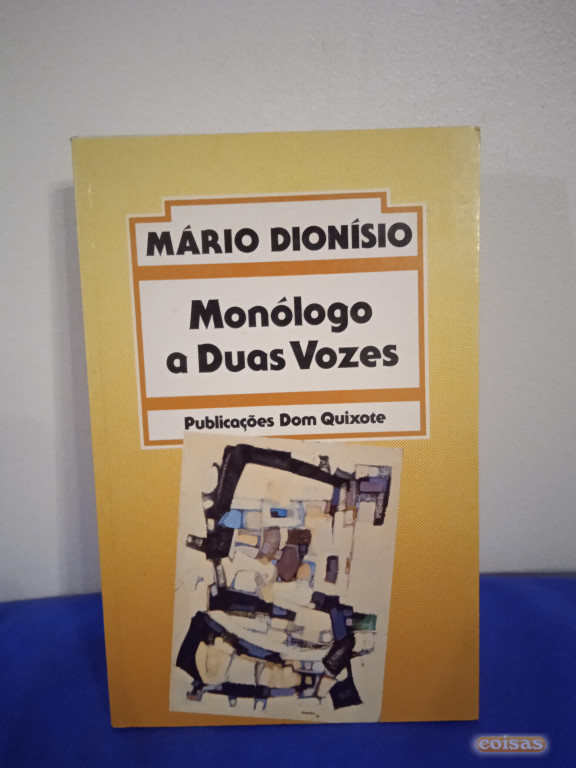 MÁRIO DIONÍSIO
Monólogo
a Duas Vozes
Publicações Dom Quixote
coisas